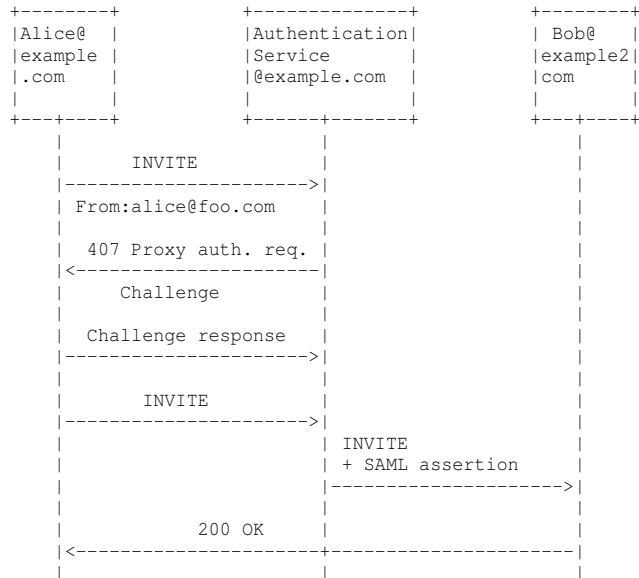 Alice@ Authentication Bob@
example Service example2
.com @example.com com
INVITE
From:alice@foo.com
407 Proxy auth. req.
Challenge
Challenge response
INVITE
INVITE
+ SAML assertion
200 OK